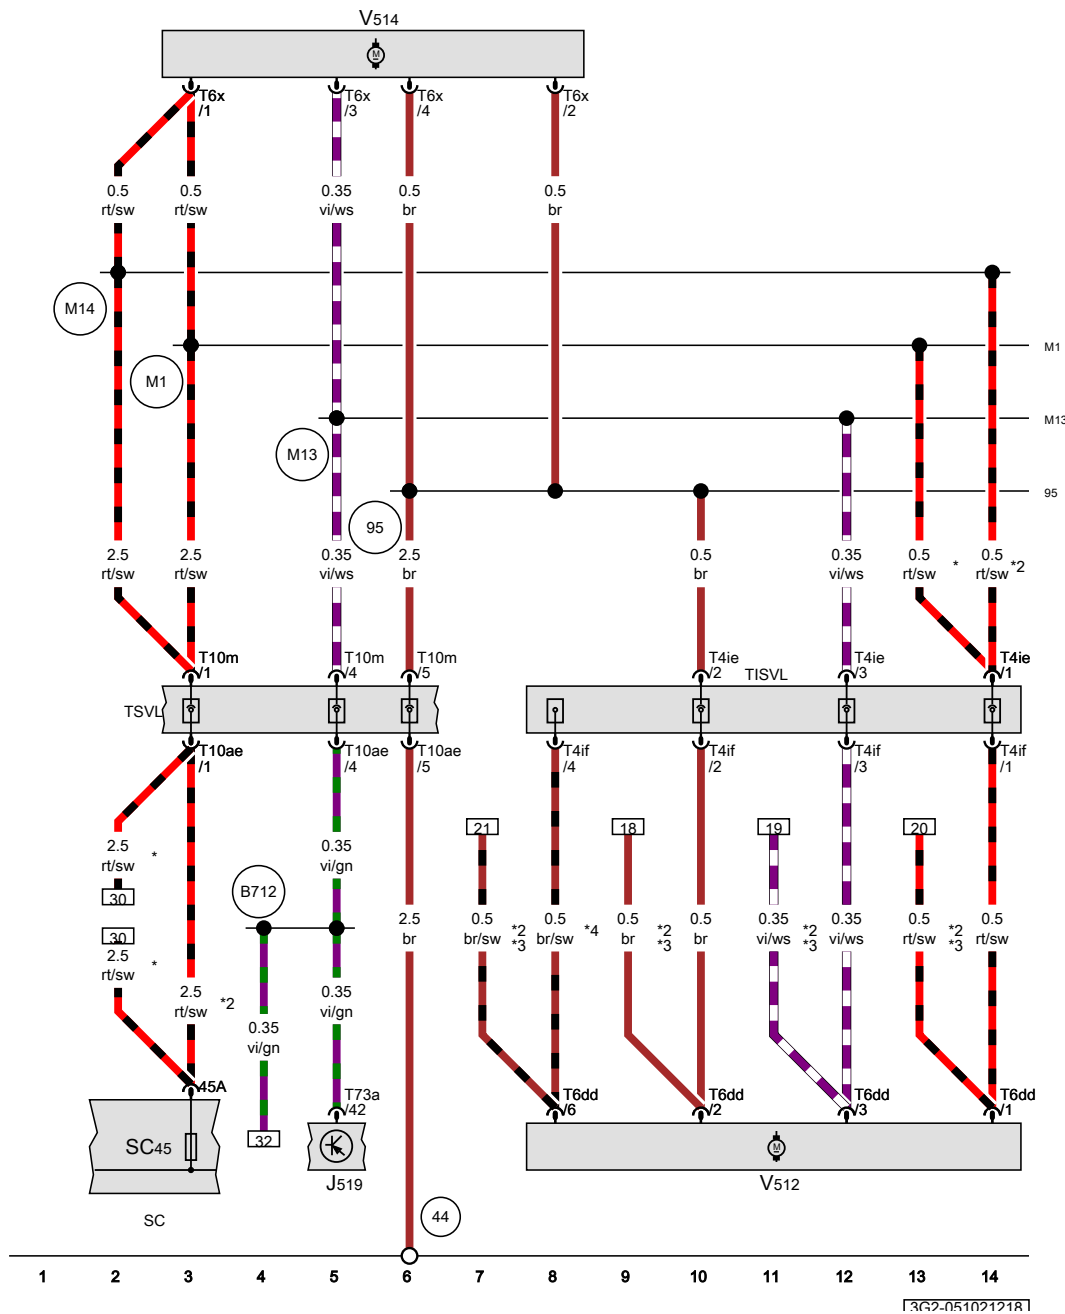 V514
M
T6x /1
T6x /3
T6x /4
T6x /2
0.5 rt/sw
0.5 rt/sw
0.35 vi/ws
0.5 br
0.5 br
M14
M1
M1
M13
M13
95
95
2.5 rt/sw
2.5 rt/sw
0.35 vi/ws
2.5 br
0.5 br
0.35 vi/ws
0.5 rt/sw *
0.5 rt/sw *2
T10m /1
T10m /4
T10m /5
T4ie /2
TISVL
T4ie /3
T4ie /1
TSVL
T10ae /1
T10ae /4
T10ae /5
T4if /4
T4if /2
T4if /3
T4if /1
21
18
19
20
2.5 rt/sw *
0.35 vi/gn
30
B712
30
2.5 rt/sw *
2.5 br
0.5 br/sw *2 *3
0.5 br/sw *4
0.5 br *2 *3
0.5 br
0.35 vi/ws *2 *3
0.35 vi/ws
0.5 rt/sw *2 *3
0.5 rt/sw
2.5 rt/sw *2
0.35 vi/gn
0.35 vi/gn
45A
T73a /42
T6dd /6
T6dd /2
T6dd /3
T6dd /1
SC45
32
M
J519
V512
SC
44
1 2 3 4 5 6 7 8 9 10 11 12 13 14
3G2-051021218